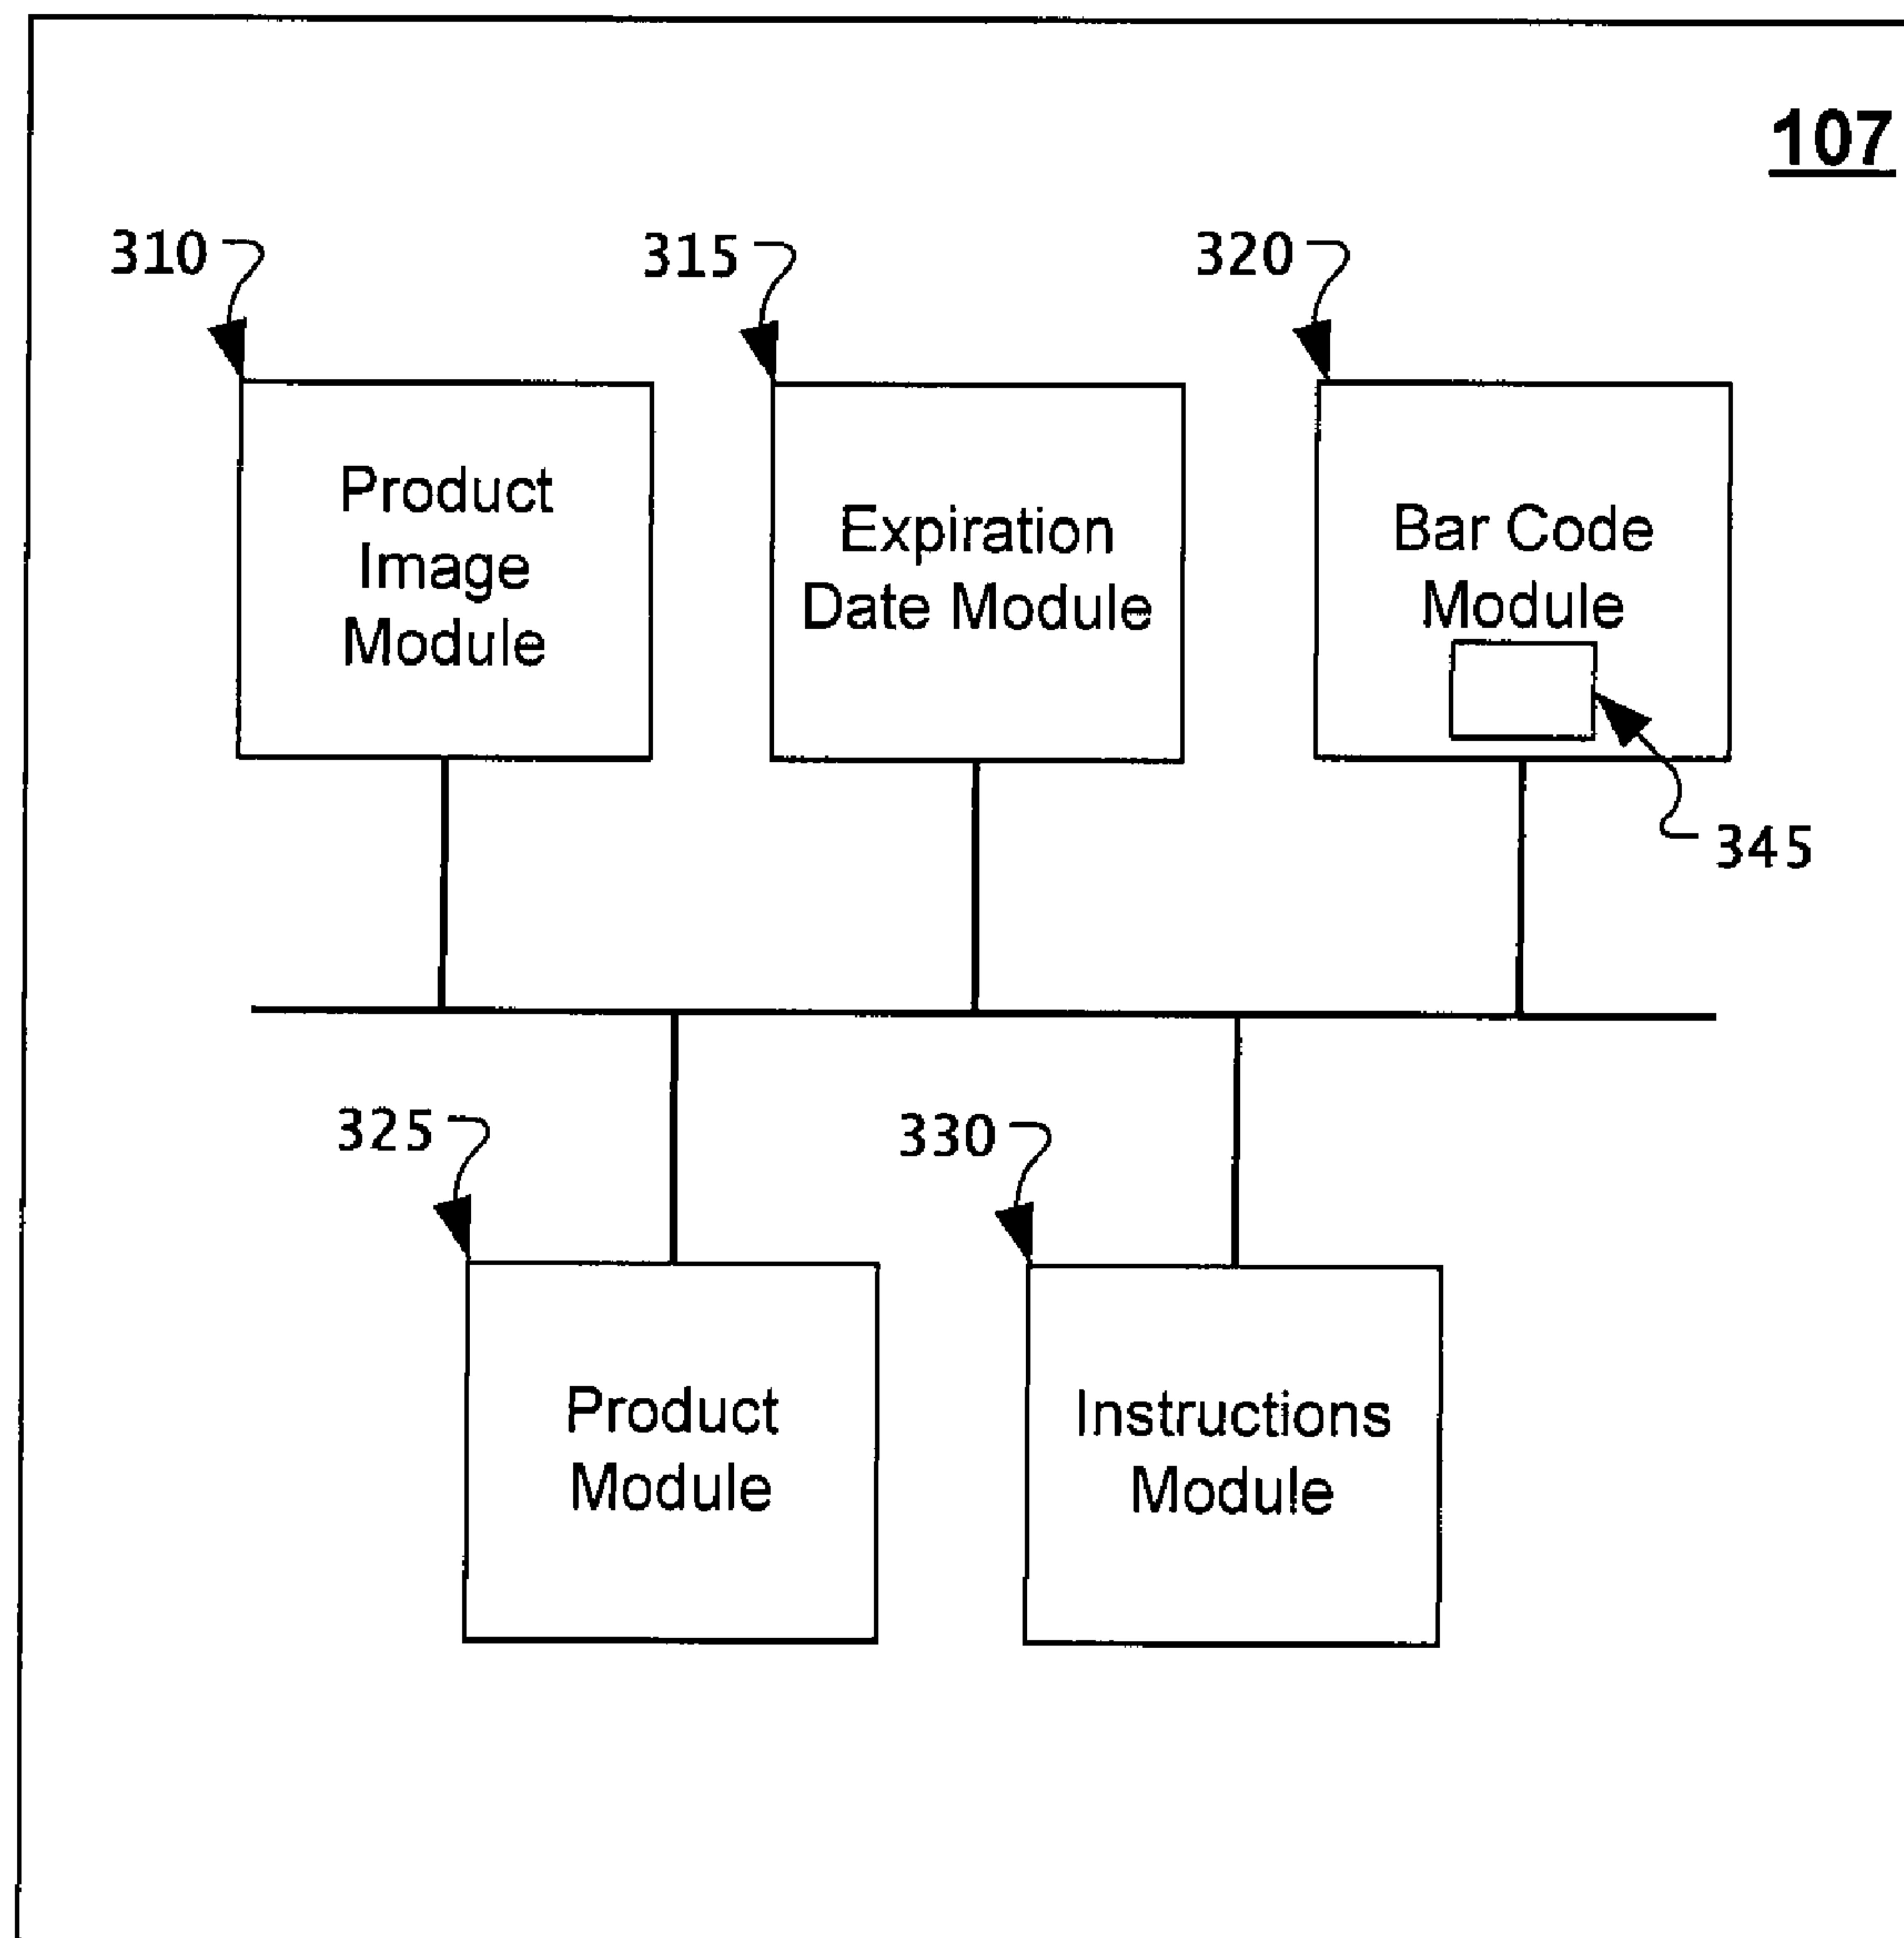 107
310
315
320
Product
Image
Module
Expiration
Date Module
Bar Code
Module
345
325
330
Product
Module
Instructions
Module